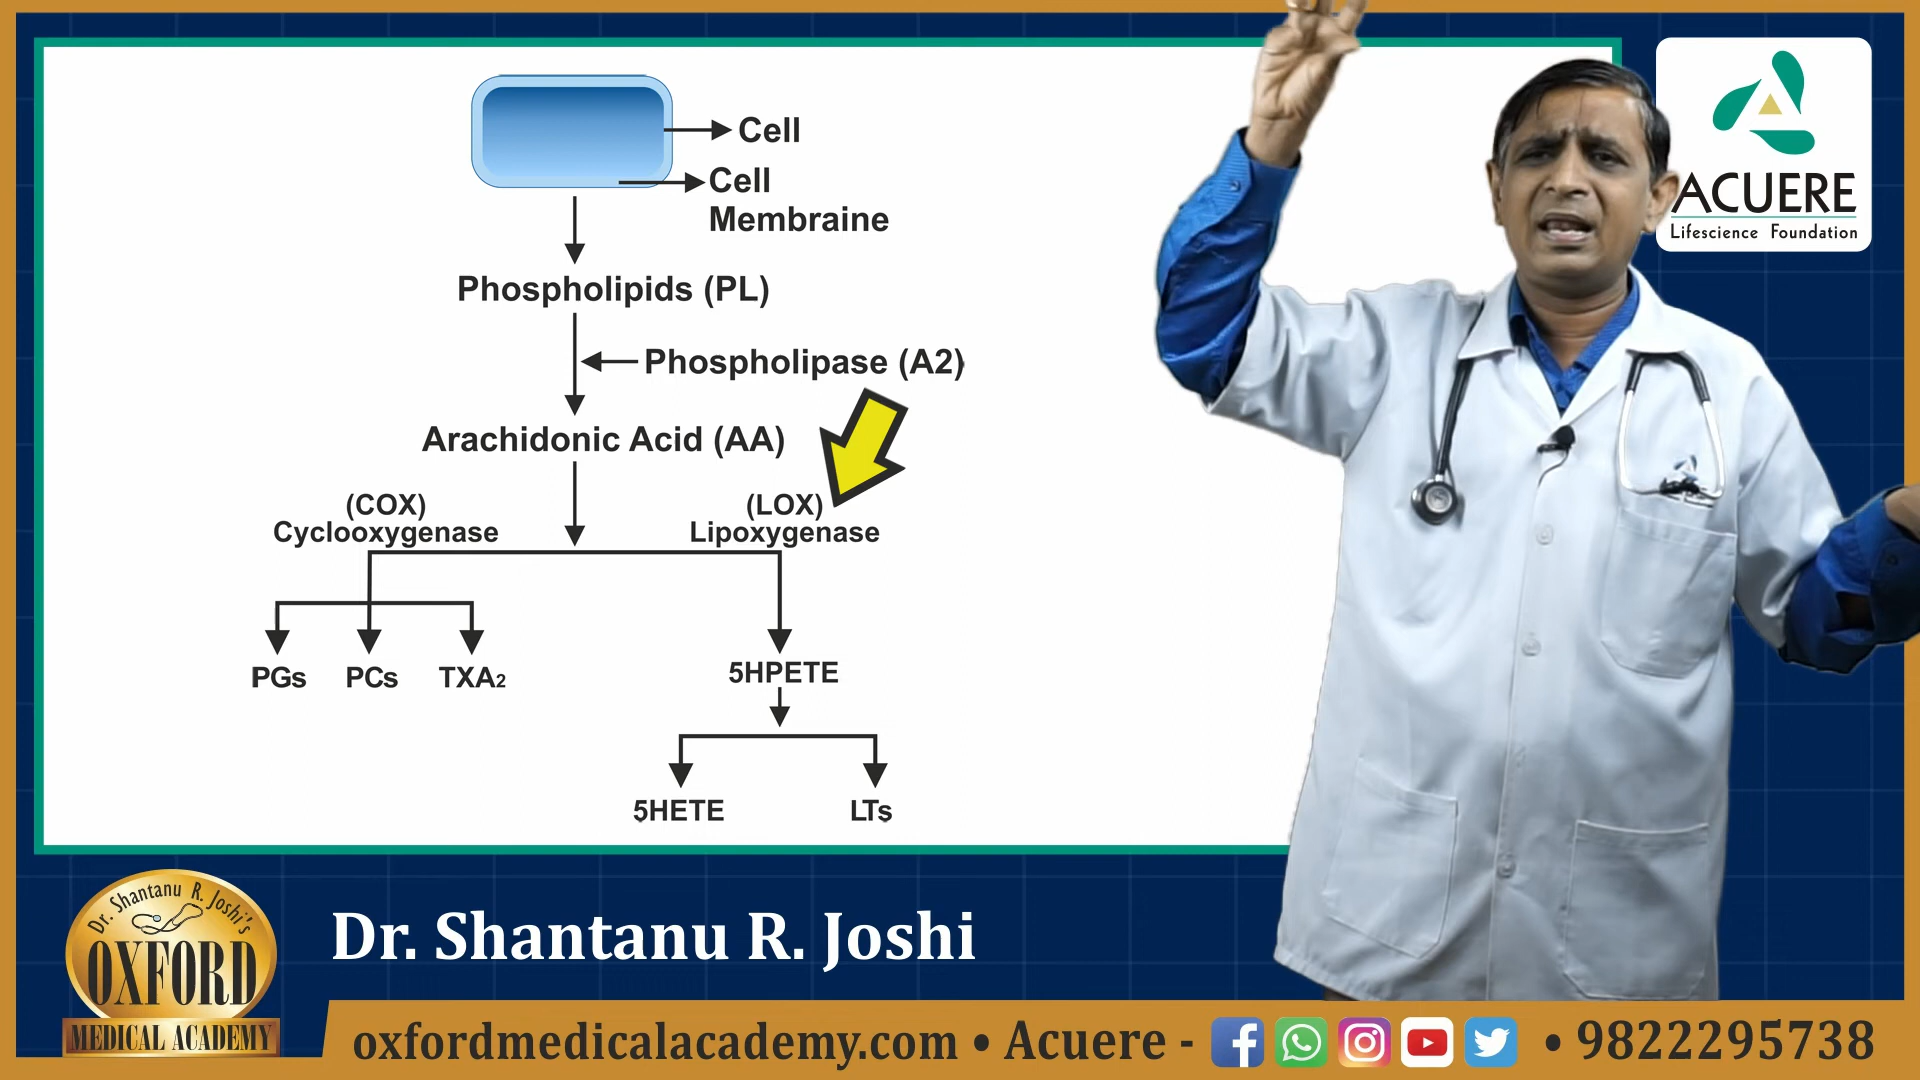 Cell
Cell
Membraine
Phospholipids (PL)
Phospholipase (A2)
Arachidonic Acid (AA)
(COX)
Cyclooxygenase
(LOX)
Lipoxygenase
PGs PCs TXA2
5HPETE
5HETE LTs
ACUERE
Lifescience Foundation
Dr. Shantanu R. Joshi's
OXFORD
MEDICAL ACADEMY
Dr. Shantanu R. Joshi
oxfordmedicalacademy.com • Acuere - • 9822295738